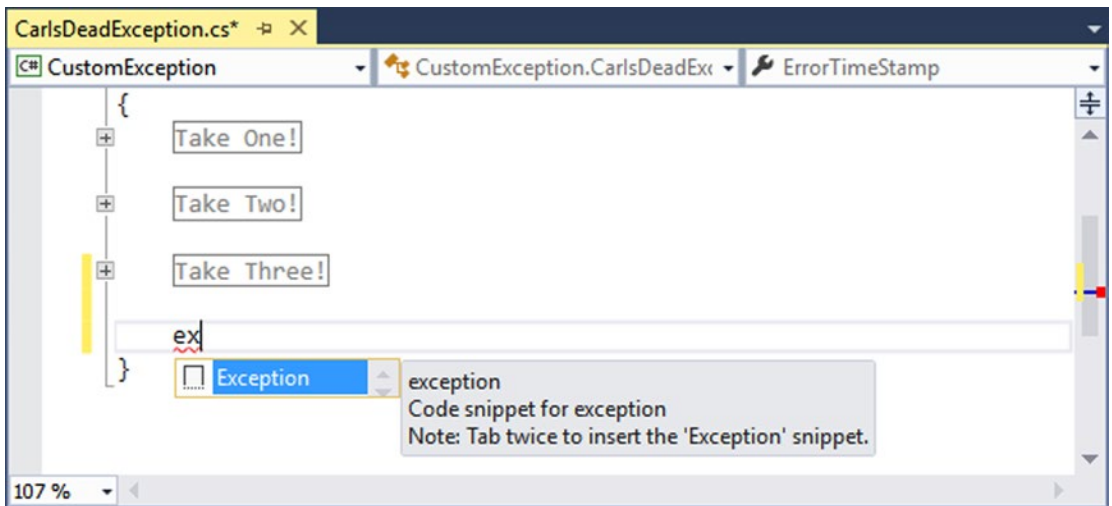 CarlsDeadException.cs*
C# CustomException CustomException.CarlsDeadExc ErrorTimeStamp
{
Take One!
Take Two!
Take Three!
ex
}
Exception
exception
Code snippet for exception
Note: Tab twice to insert the 'Exception' snippet.
107 %